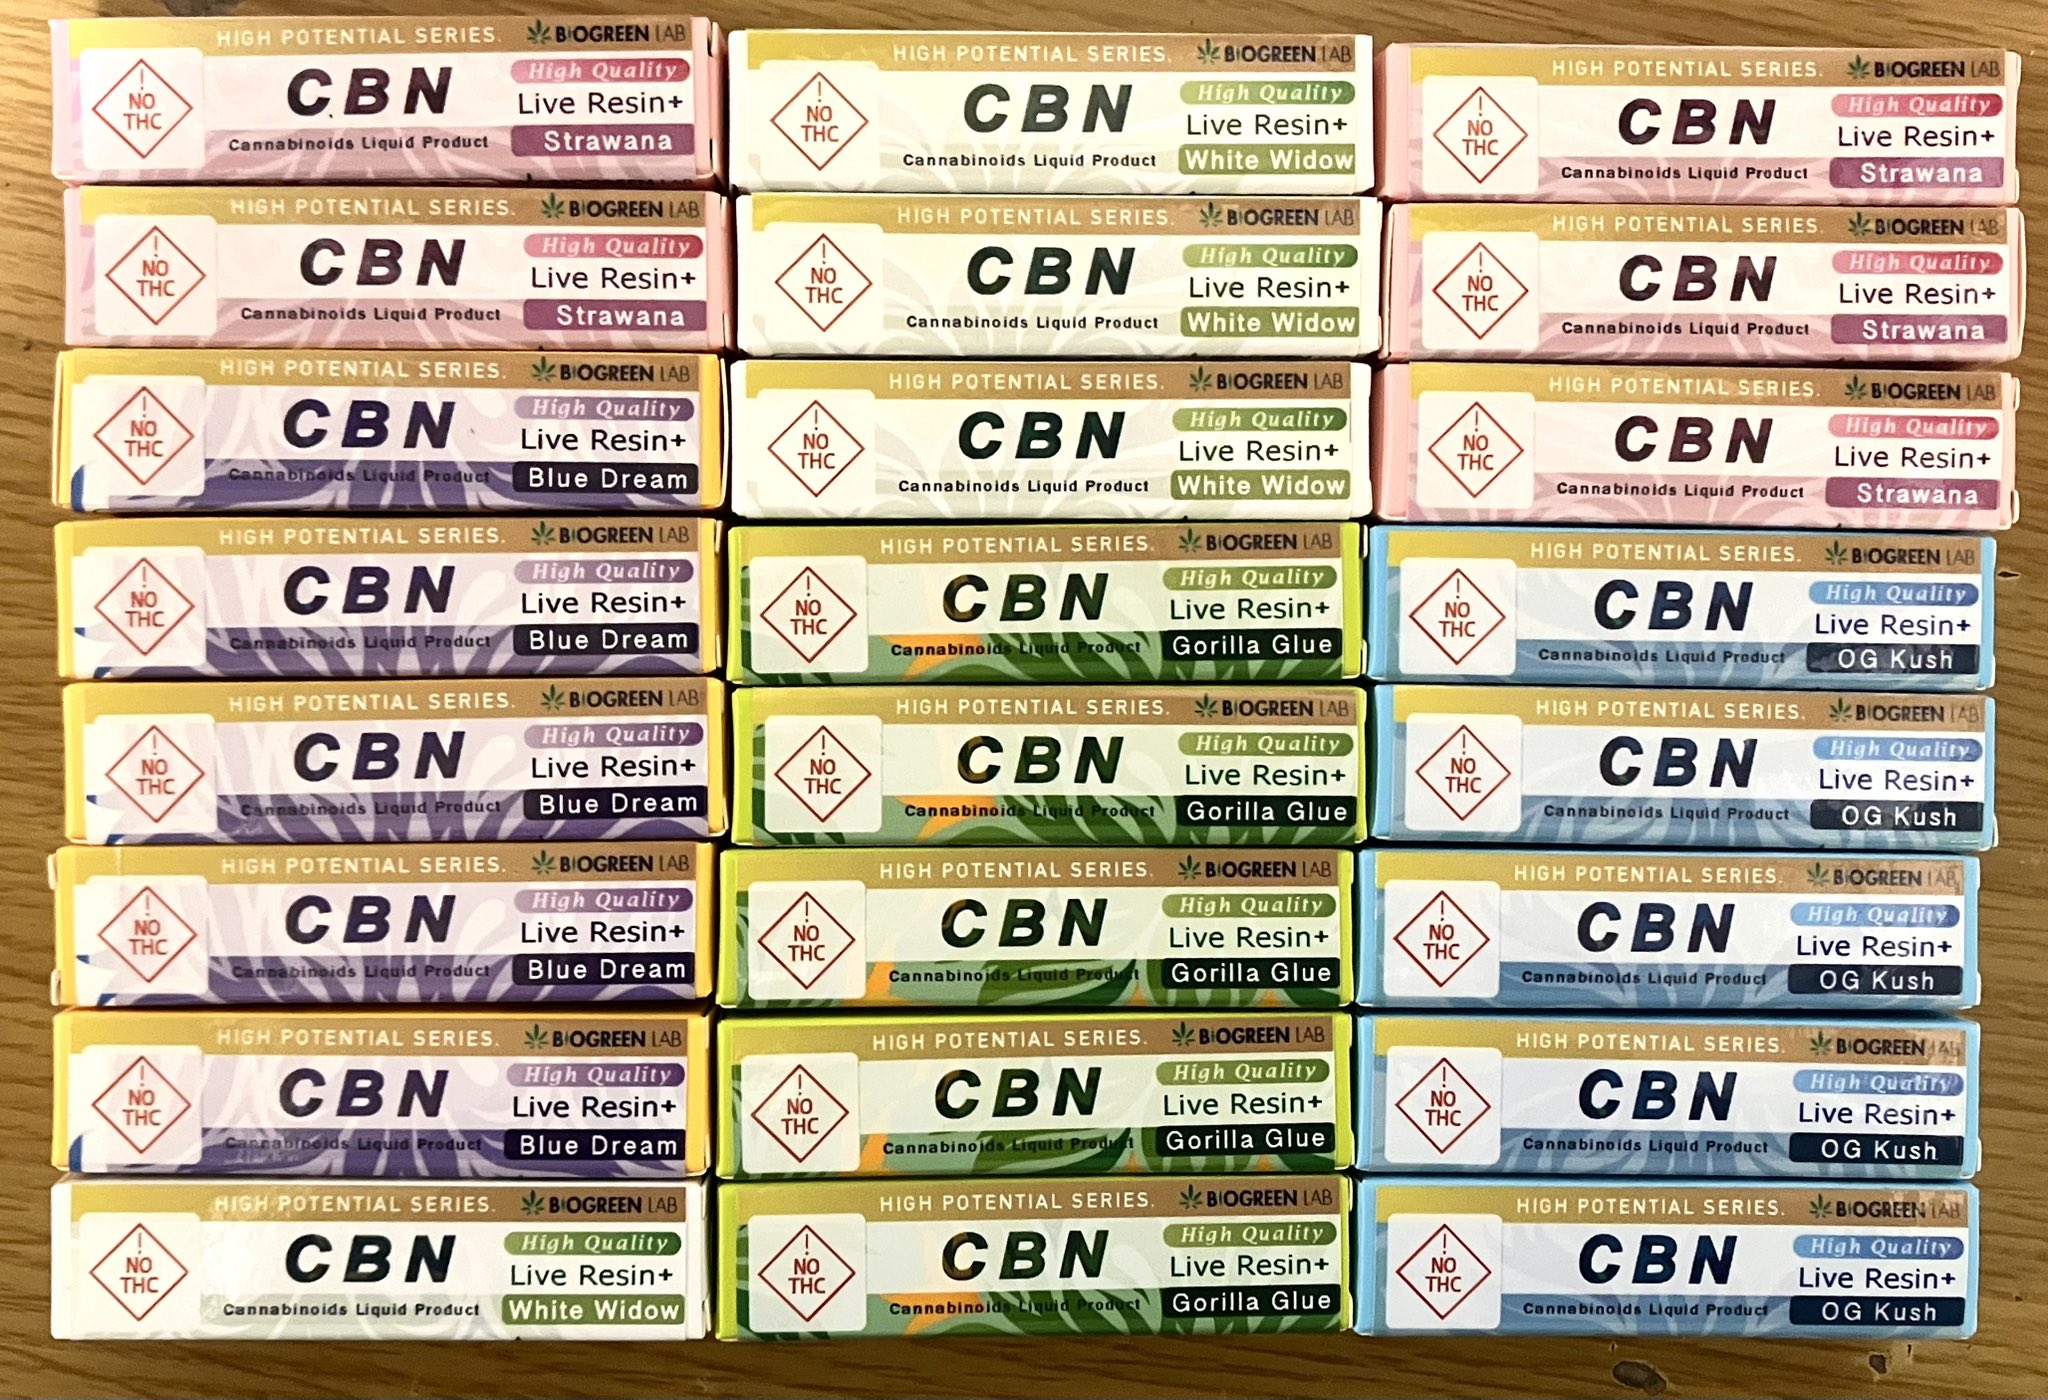 HIGH POTENTIAL SERIES. BIOGREEN LAB
!
NO
THC
CBN
High Quality
Live Resin+
Cannabinoids Liquid Product
Strawana
HIGH POTENTIAL SERIES. BIOGREEN LAB
!
NO
THC
CBN
High Quality
Live Resin+
Cannabinoids Liquid Product
Strawana
HIGH POTENTIAL SERIES. BIOGREEN LAB
!
NO
THC
CBN
High Quality
Live Resin+
Cannabinoids Liquid Product
Blue Dream
HIGH POTENTIAL SERIES. BIOGREEN LAB
!
NO
THC
CBN
High Quality
Live Resin+
Cannabinoids Liquid Product
Blue Dream
HIGH POTENTIAL SERIES. BIOGREEN LAB
!
NO
THC
CBN
High Quality
Live Resin+
Cannabinoids Liquid Product
Blue Dream
HIGH POTENTIAL SERIES. BIOGREEN LAB
!
NO
THC
CBN
High Quality
Live Resin+
Cannabinoids Liquid Product
Blue Dream
HIGH POTENTIAL SERIES. BIOGREEN LAB
!
NO
THC
CBN
High Quality
Live Resin+
Cannabinoids Liquid Product
Blue Dream
HIGH POTENTIAL SERIES. BIOGREEN LAB
!
NO
THC
CBN
High Quality
Live Resin+
Cannabinoids Liquid Product
White Widow
HIGH POTENTIAL SERIES. BIOGREEN LAB
!
NO
THC
CBN
High Quality
Live Resin+
Cannabinoids Liquid Product
White Widow
HIGH POTENTIAL SERIES. BIOGREEN LAB
!
NO
THC
CBN
High Quality
Live Resin+
Cannabinoids Liquid Product
White Widow
HIGH POTENTIAL SERIES. BIOGREEN LAB
!
NO
THC
CBN
High Quality
Live Resin+
Cannabinoids Liquid Product
White Widow
HIGH POTENTIAL SERIES. BIOGREEN LAB
!
NO
THC
CBN
High Quality
Live Resin+
Cannabinoids Liquid Product
Gorilla Glue
HIGH POTENTIAL SERIES. BIOGREEN LAB
!
NO
THC
CBN
High Quality
Live Resin+
Cannabinoids Liquid Product
Gorilla Glue
HIGH POTENTIAL SERIES. BIOGREEN LAB
!
NO
THC
CBN
High Quality
Live Resin+
Cannabinoids Liquid Product
Gorilla Glue
HIGH POTENTIAL SERIES. BIOGREEN LAB
!
NO
THC
CBN
High Quality
Live Resin+
Cannabinoids Liquid Product
Gorilla Glue
HIGH POTENTIAL SERIES. BIOGREEN LAB
!
NO
THC
CBN
High Quality
Live Resin+
Cannabinoids Liquid Product
Gorilla Glue
HIGH POTENTIAL SERIES. BIOGREEN LAB
!
NO
THC
CBN
High Quality
Live Resin+
Cannabinoids Liquid Product
Strawana
HIGH POTENTIAL SERIES. BIOGREEN LAB
!
NO
THC
CBN
High Quality
Live Resin+
Cannabinoids Liquid Product
Strawana
HIGH POTENTIAL SERIES. BIOGREEN LAB
!
NO
THC
CBN
High Quality
Live Resin+
Cannabinoids Liquid Product
Strawana
HIGH POTENTIAL SERIES. BIOGREEN LAB
!
NO
THC
CBN
High Quality
Live Resin+
Cannabinoids Liquid Product
OG Kush
HIGH POTENTIAL SERIES. BIOGREEN LAB
!
NO
THC
CBN
High Quality
Live Resin+
Cannabinoids Liquid Product
OG Kush
HIGH POTENTIAL SERIES. BIOGREEN LAB
!
NO
THC
CBN
High Quality
Live Resin+
Cannabinoids Liquid Product
OG Kush
HIGH POTENTIAL SERIES. BIOGREEN LAB
!
NO
THC
CBN
High Quality
Live Resin+
Cannabinoids Liquid Product
OG Kush
HIGH POTENTIAL SERIES. BIOGREEN LAB
!
NO
THC
CBN
High Quality
Live Resin+
Cannabinoids Liquid Product
OG Kush